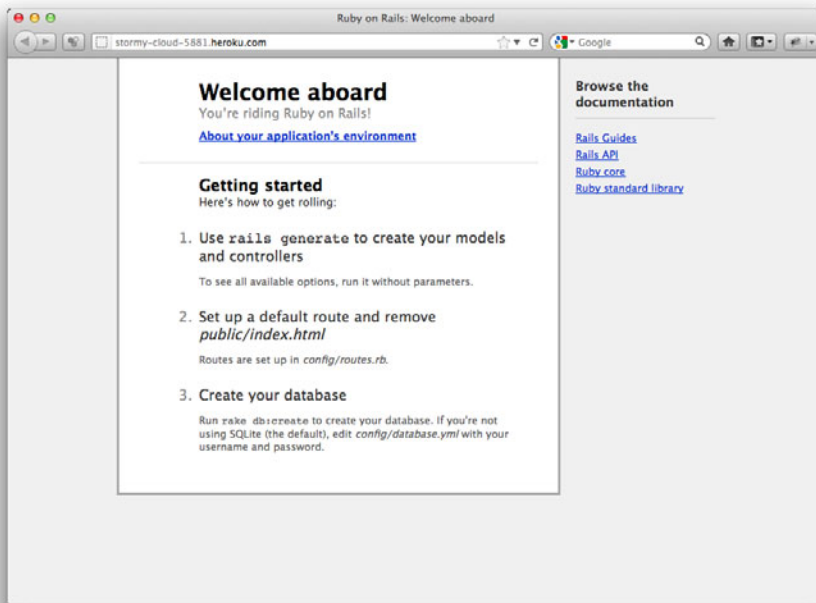 Ruby on Rails: Welcome aboard
stormy-cloud-5881.heroku.com
Google
Welcome aboard
You're riding Ruby on Rails!
About your application's environment
Getting started
Here's how to get rolling:
1. Use rails generate to create your models
and controllers
To see all available options, run it without parameters.
2. Set up a default route and remove
public/index.html
Routes are set up in config/routes.rb.
3. Create your database
Run rake db:create to create your database. If you're not
using SQLite (the default), edit config/database.yml with your
username and password.
Browse the
documentation
Rails Guides
Rails API
Ruby core
Ruby standard library